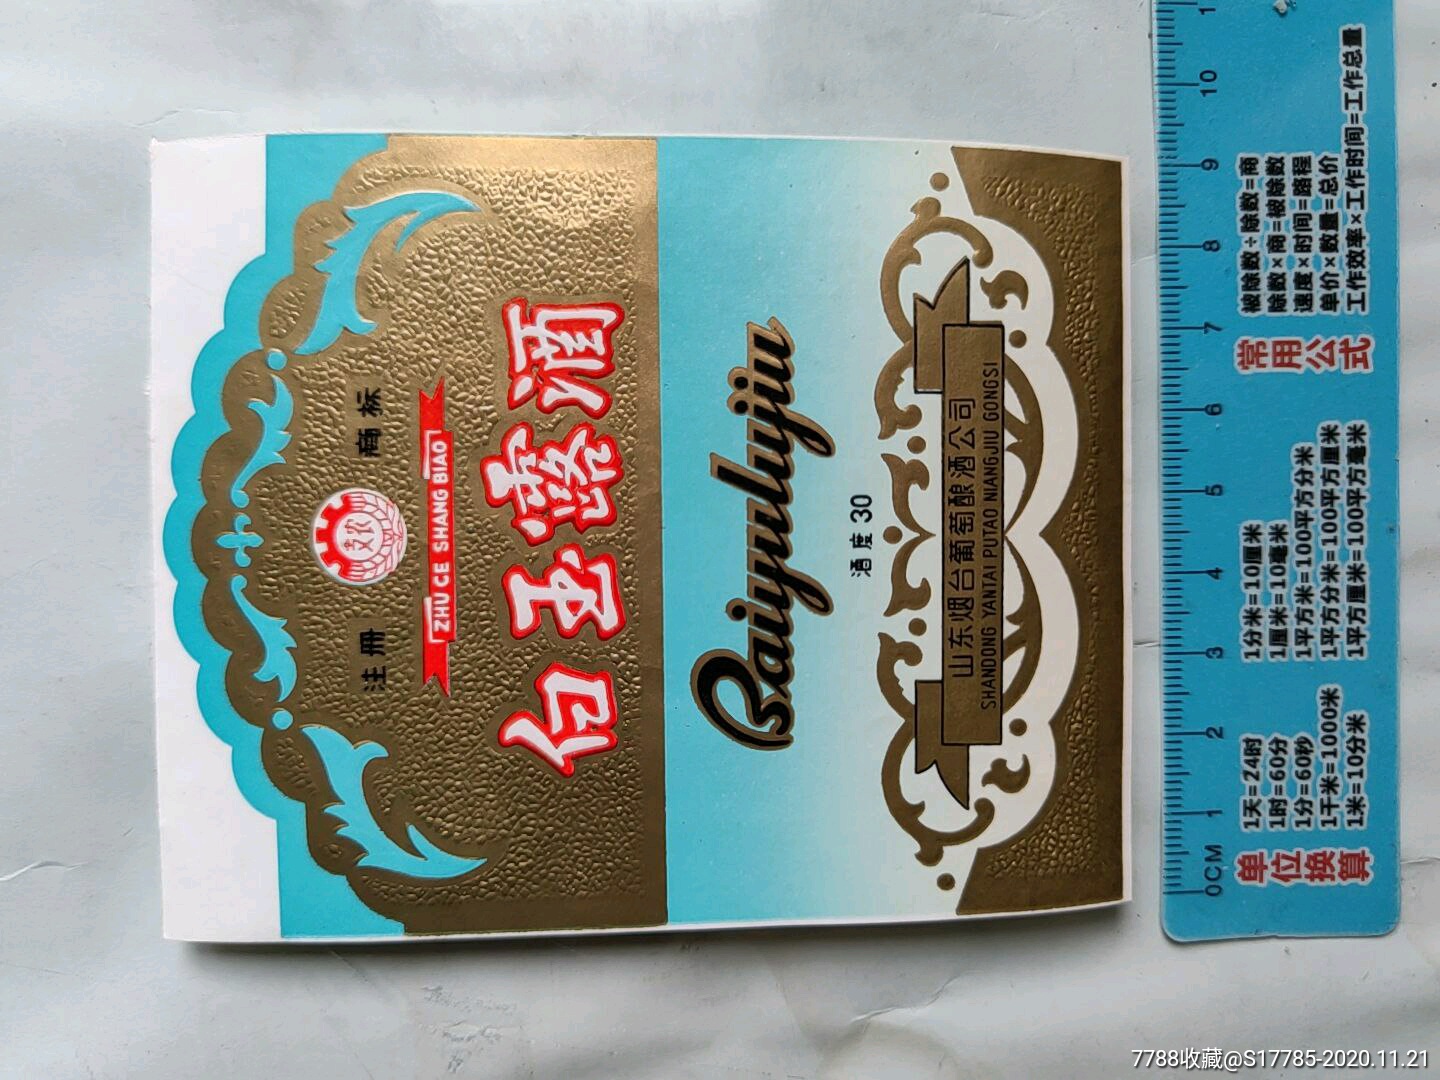 注册 商标
ZHUCE SHANGBIAO
白玉露酒
Baiyulujiu
酒度 30
山东烟台葡萄酿酒公司
SHANDONG YANTAI PUTAO NIANGJIU GONGSI
0CM 1 2 3 4 5 6 7 8 9 10 1
单位换算
1天=24时
1时=60分
1分=60秒
1千米=1000米
1米=10分米
1分米=10厘米
1厘米=10毫米
1平方米=100平方分米
1平方分米=100平方厘米
1平方厘米=100平方毫米
常用公式
被除数÷除数=商
除数×商=被除数
速度×时间=路程
单价×数量=总价
工作效率×工作时间=工作总量
7788收藏@S17785-2020.11.21